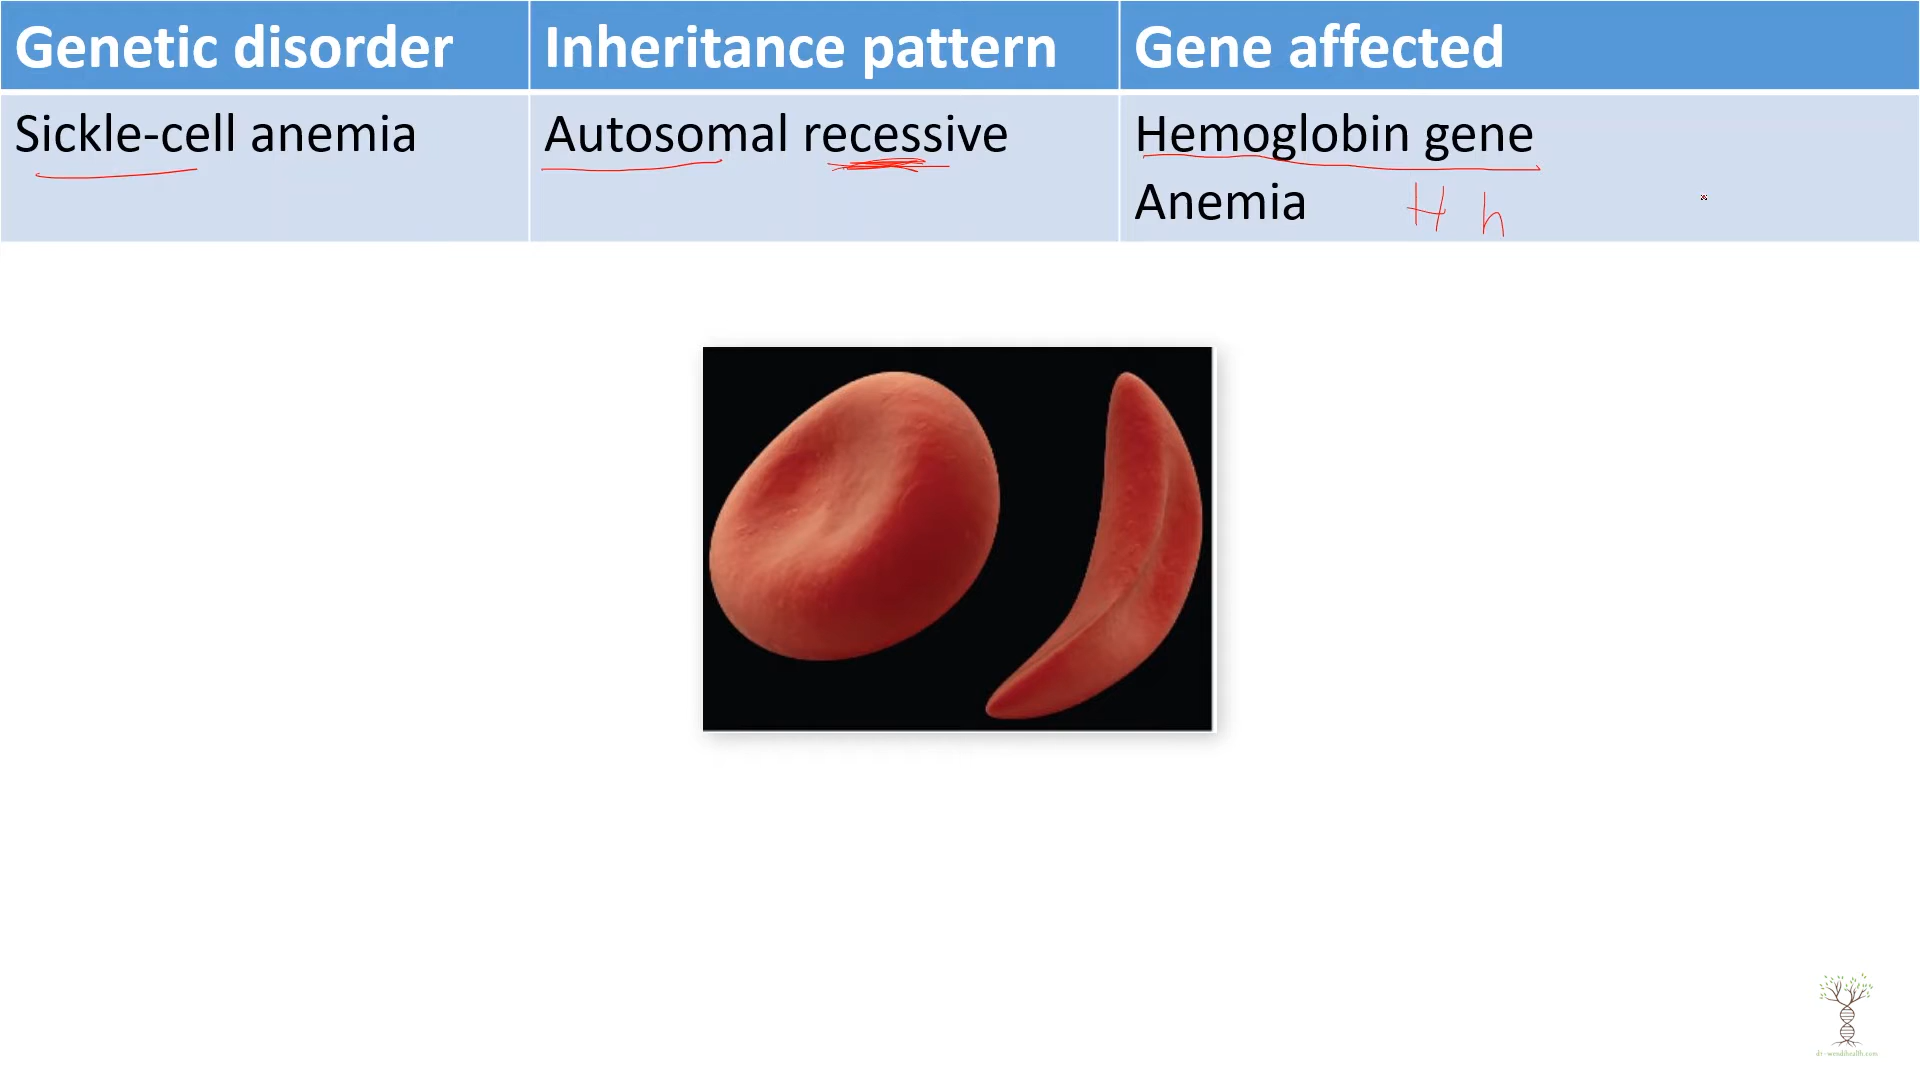 Genetic disorder Inheritance pattern Gene affected
Sickle-cell anemia Autosomal recessive Hemoglobin gene
Anemia H h